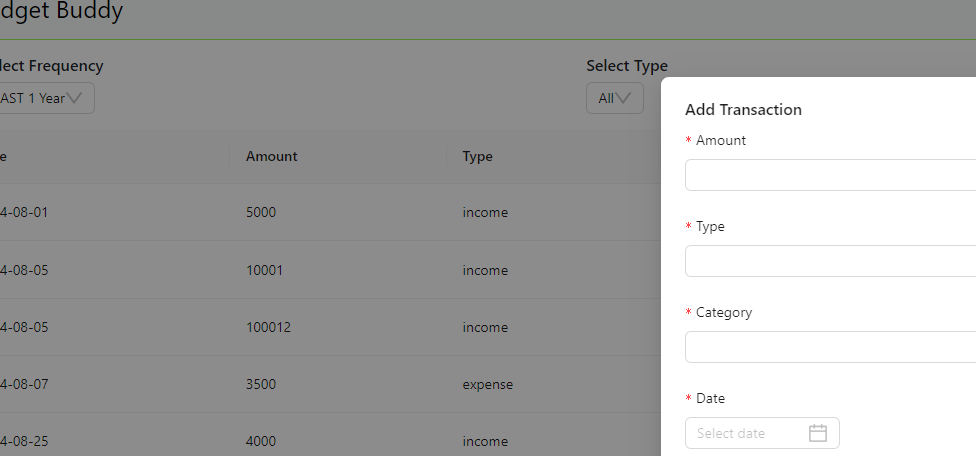 dget Buddy
lect Frequency
Select Type
AST 1 Year
All
e
Amount
Type
4-08-01
5000
income
4-08-05
10001
income
4-08-05
100012
income
4-08-07
3500
expense
4-08-25
4000
income
Add Transaction
* Amount
* Type
* Category
* Date
Select date